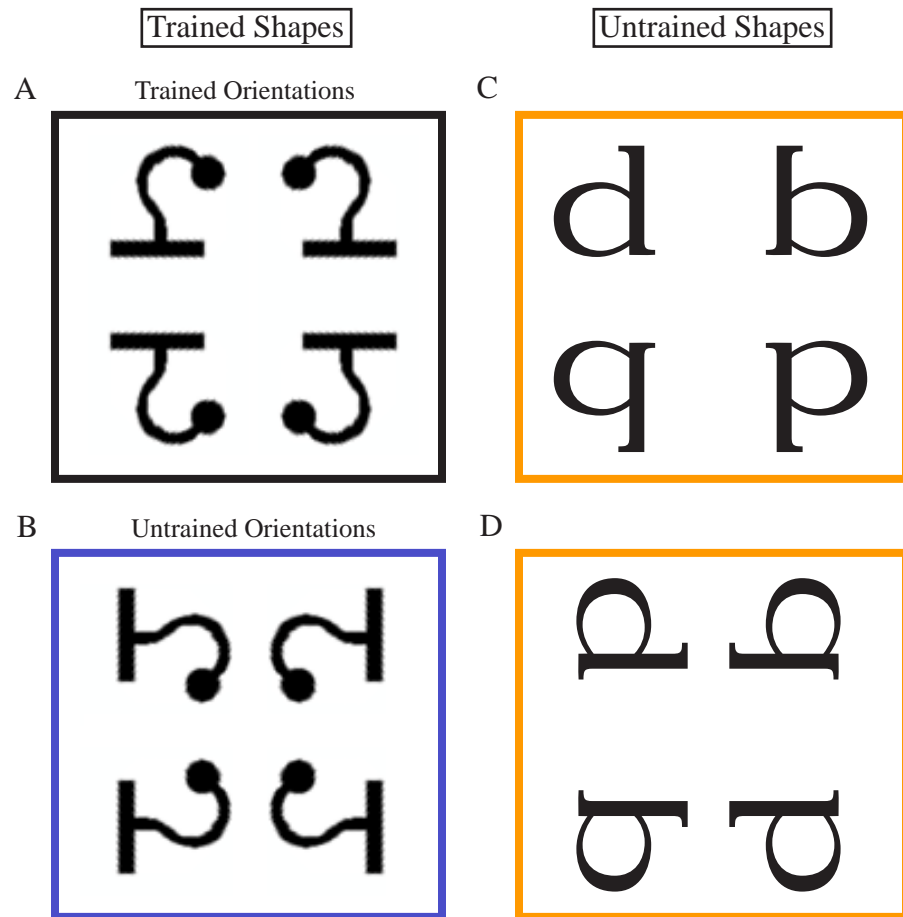 Trained Shapes
Untrained Shapes
A
Trained Orientations
C
d b
q p
B
Untrained Orientations
D